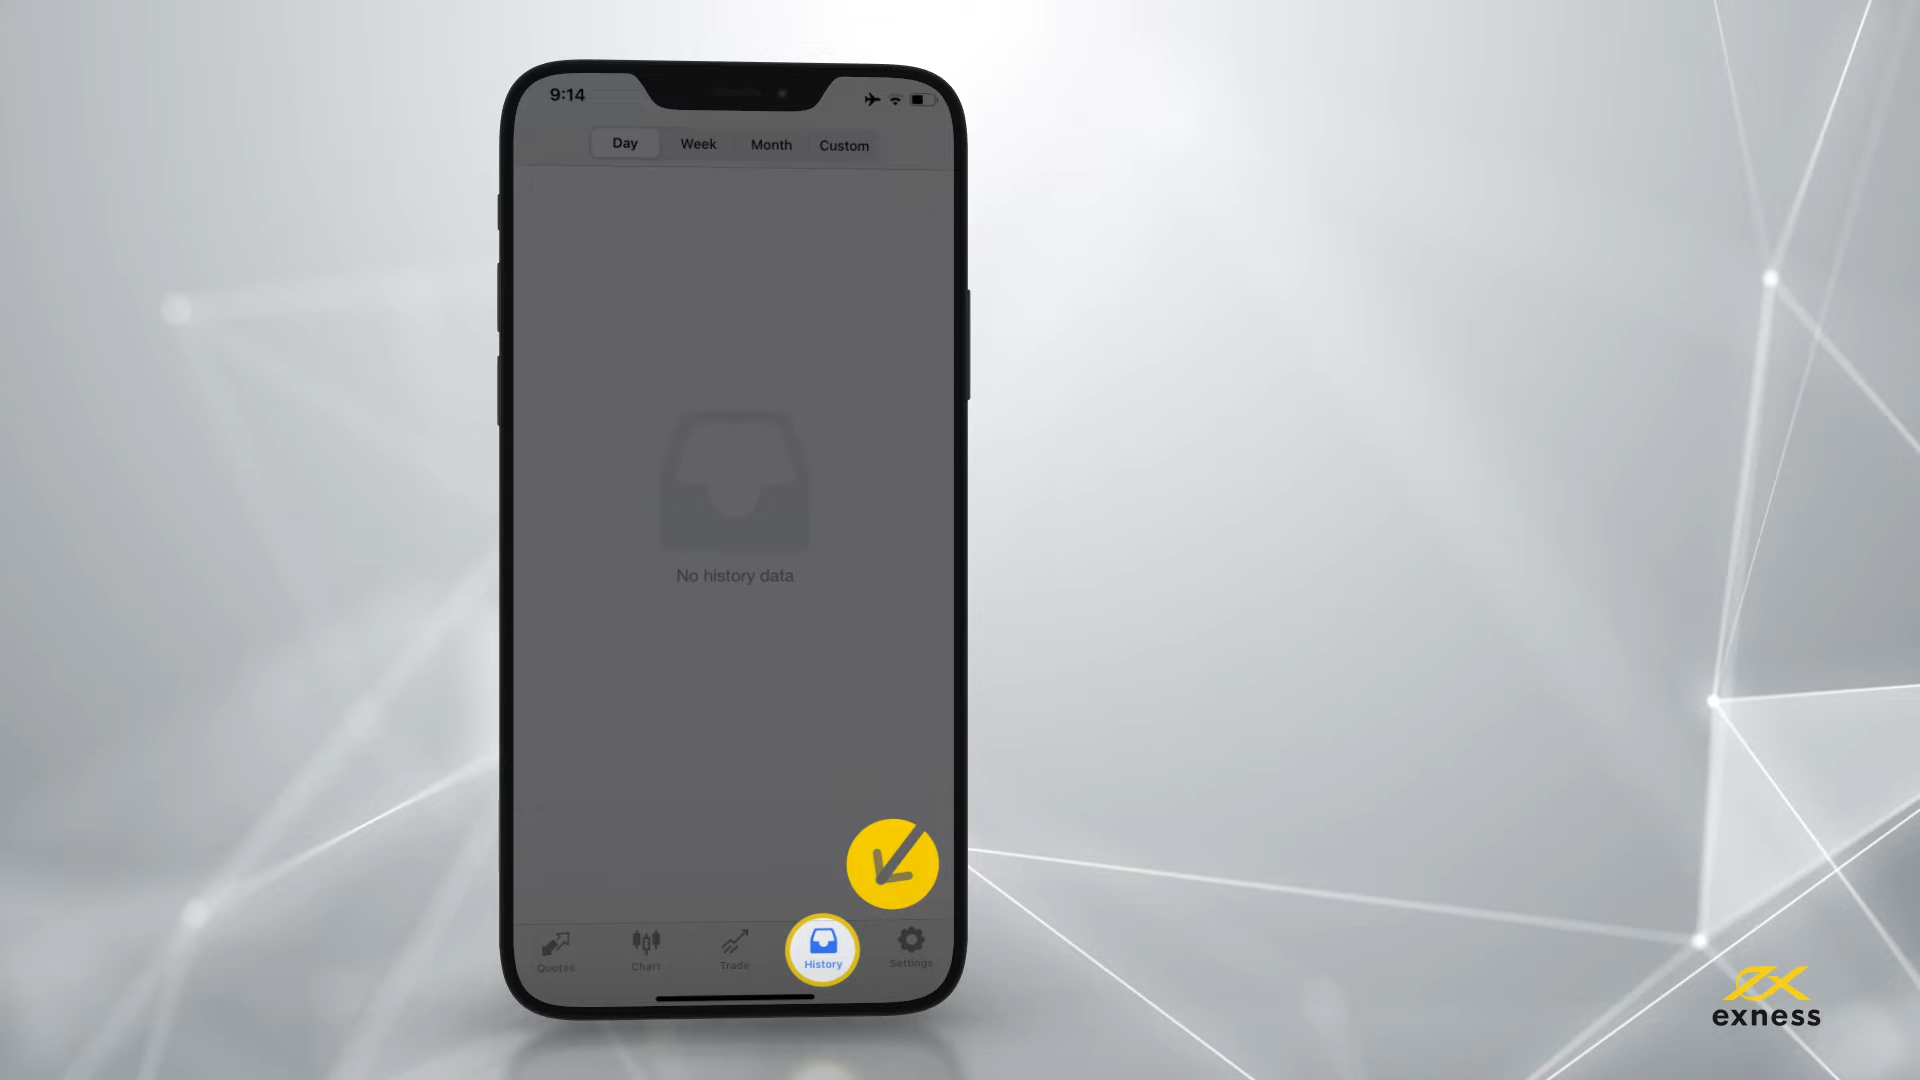 9:14
Day Week Month Custom
No history data
Quotes Chart Trade History Settings
exness